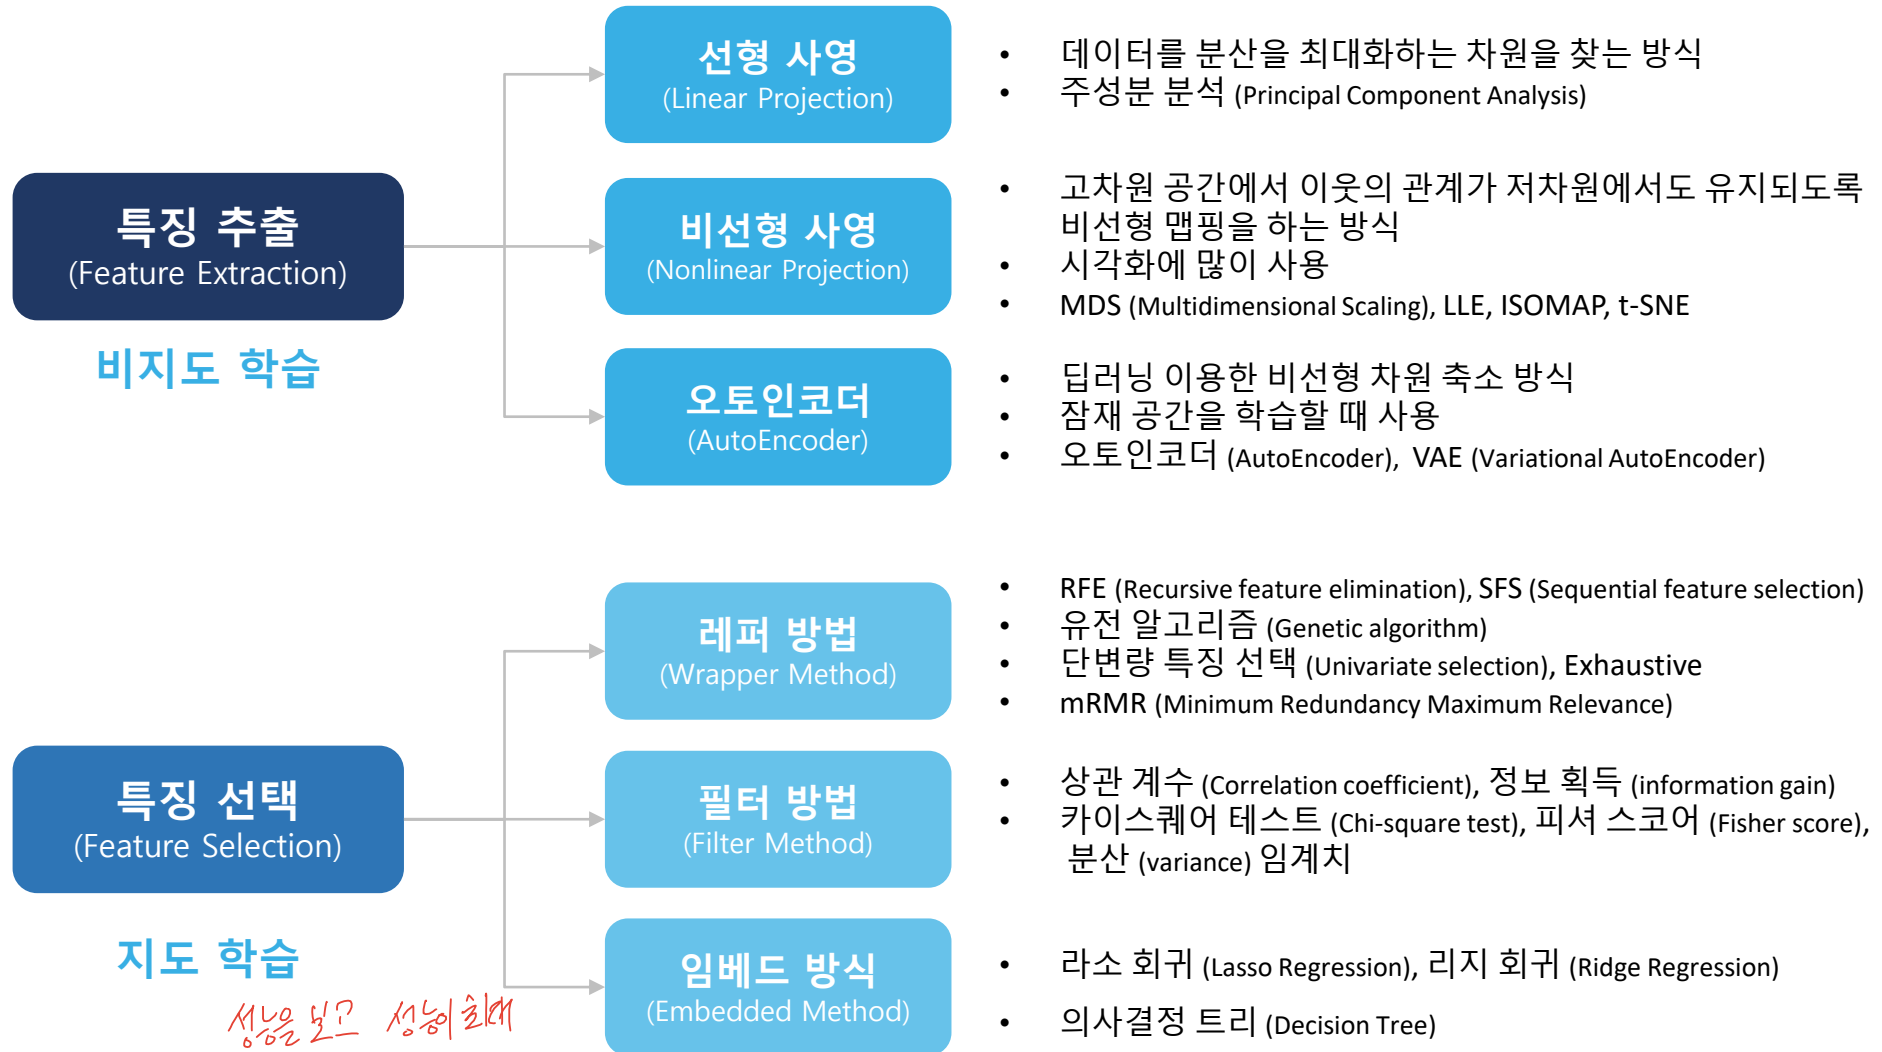 선형 사영
(Linear Projection)
• 데이터를 분산을 최대화하는 차원을 찾는 방식
• 주성분 분석 (Principal Component Analysis)
특징 추출
(Feature Extraction)
비지도 학습
비선형 사영
(Nonlinear Projection)
• 고차원 공간에서 이웃의 관계가 저차원에서도 유지되도록
비선형 맵핑을 하는 방식
• 시각화에 많이 사용
• MDS (Multidimensional Scaling), LLE, ISOMAP, t-SNE
오토인코더
(AutoEncoder)
• 딥러닝 이용한 비선형 차원 축소 방식
• 잠재 공간을 학습할 때 사용
• 오토인코더 (AutoEncoder), VAE (Variational AutoEncoder)
레퍼 방법
(Wrapper Method)
• RFE (Recursive feature elimination), SFS (Sequential feature selection)
• 유전 알고리즘 (Genetic algorithm)
• 단변량 특징 선택 (Univariate selection), Exhaustive
• mRMR (Minimum Redundancy Maximum Relevance)
특징 선택
(Feature Selection)
지도 학습
성능을 보고 성능이 최대
필터 방법
(Filter Method)
• 상관 계수 (Correlation coefficient), 정보 획득 (information gain)
• 카이스퀘어 테스트 (Chi-square test), 피셔 스코어 (Fisher score),
분산 (variance) 임계치
임베드 방식
(Embedded Method)
• 라소 회귀 (Lasso Regression), 리지 회귀 (Ridge Regression)
• 의사결정 트리 (Decision Tree)